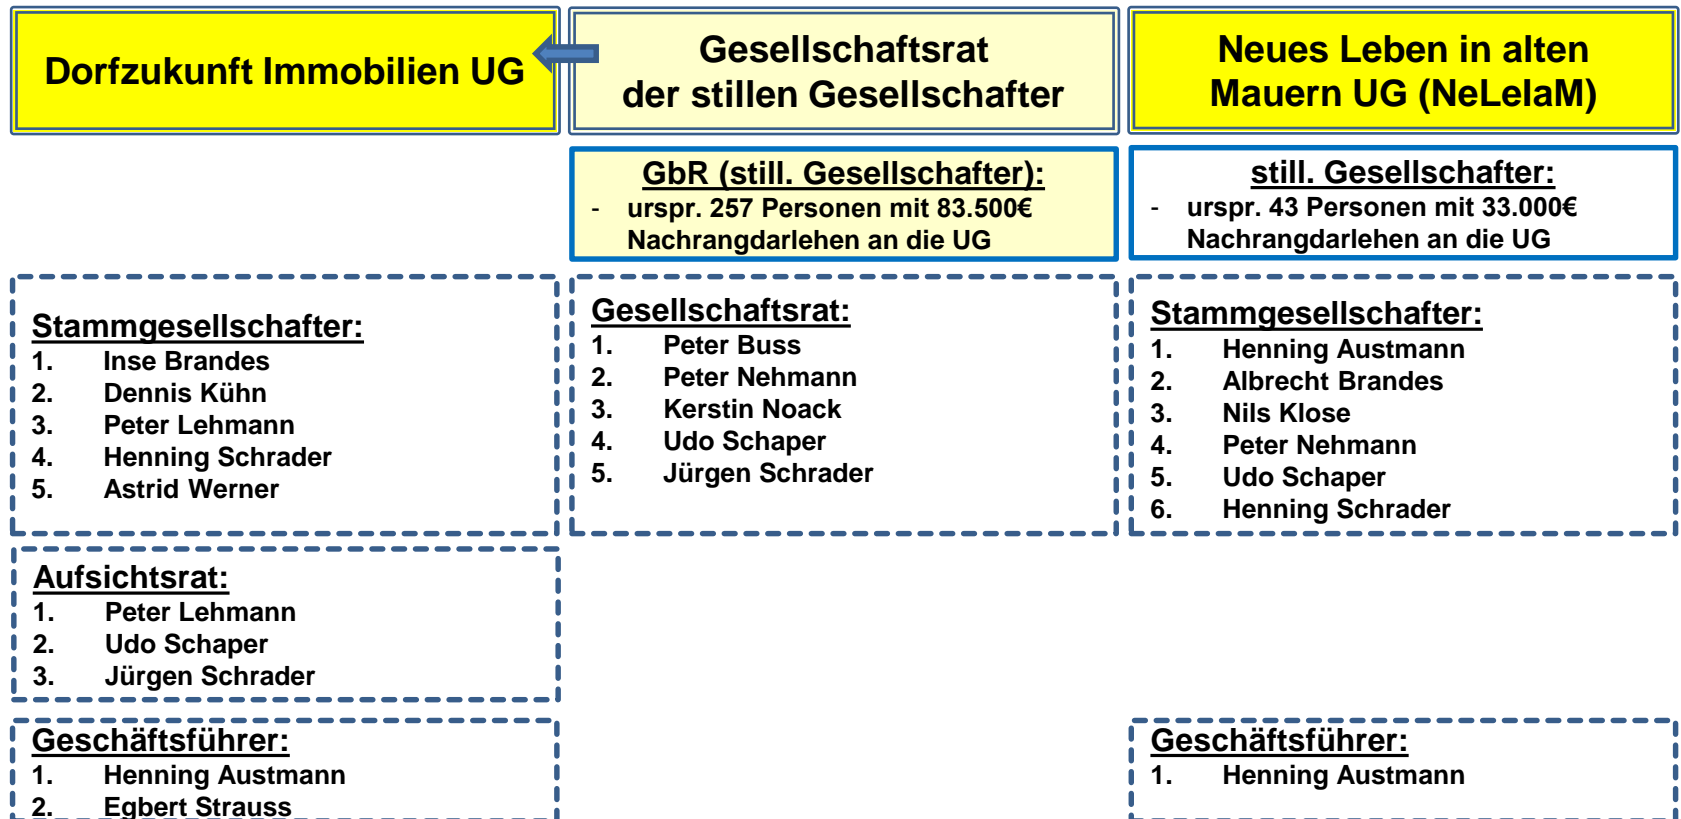 Dorfzukunft Immobilien UG
Gesellschaftsrat
der stillen Gesellschafter
Neues Leben in alten
Mauern UG (NeLeIaM)
GbR (still. Gesellschafter):
- urspr. 257 Personen mit 83.500€
Nachrangdarlehen an die UG
still. Gesellschafter:
- urspr. 43 Personen mit 33.000€
Nachrangdarlehen an die UG
Stammgesellschafter:
1. Inse Brandes
2. Dennis Kühn
3. Peter Lehmann
4. Henning Schrader
5. Astrid Werner
Gesellschaftsrat:
1. Peter Buss
2. Peter Nehmann
3. Kerstin Noack
4. Udo Schaper
5. Jürgen Schrader
Stammgesellschafter:
1. Henning Austmann
2. Albrecht Brandes
3. Nils Klose
4. Peter Nehmann
5. Udo Schaper
6. Henning Schrader
Aufsichtsrat:
1. Peter Lehmann
2. Udo Schaper
3. Jürgen Schrader
Geschäftsführer:
1. Henning Austmann
2. Egbert Strauss
Geschäftsführer:
1. Henning Austmann